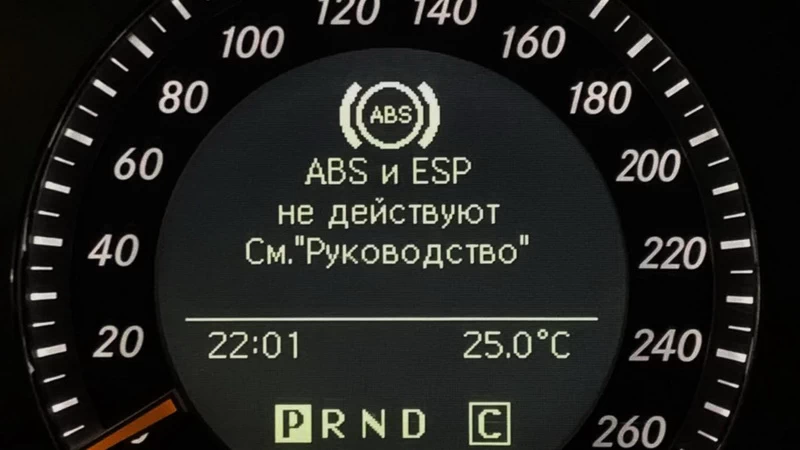 120 140
100 160
80 180
ABS
60 200
ABS и ESP
не действуют
См."Руководство"
40 220
20 240
22:01 25.0°C
P R N D C
260